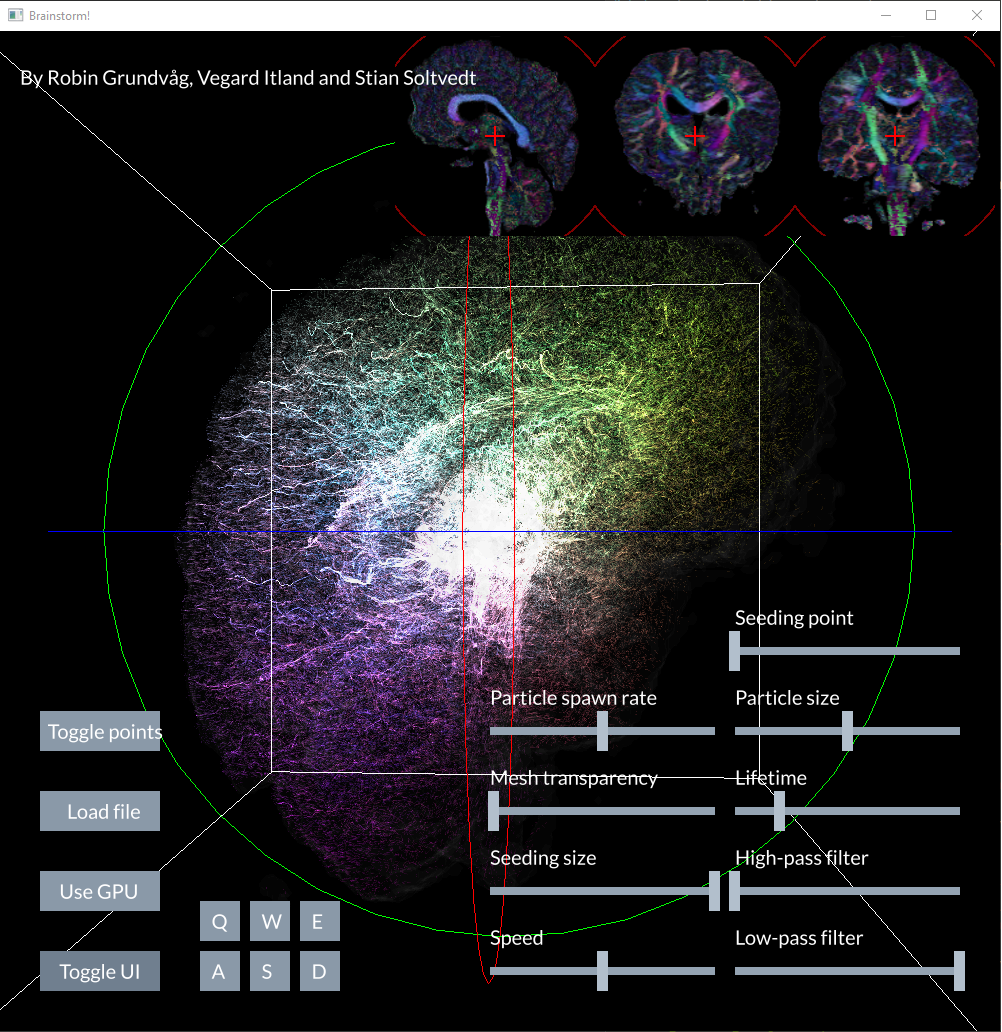 Brainstorm!
By Robin Grundvåg, Vegard Itland and Stian Soltvedt
Seeding point
Particle spawn rate
Particle size
Toggle points
Mesh transparency
Lifetime
Load file
Seeding size
High-pass filter
Use GPU
Q W E
Speed
Low-pass filter
Toggle UI
A S D